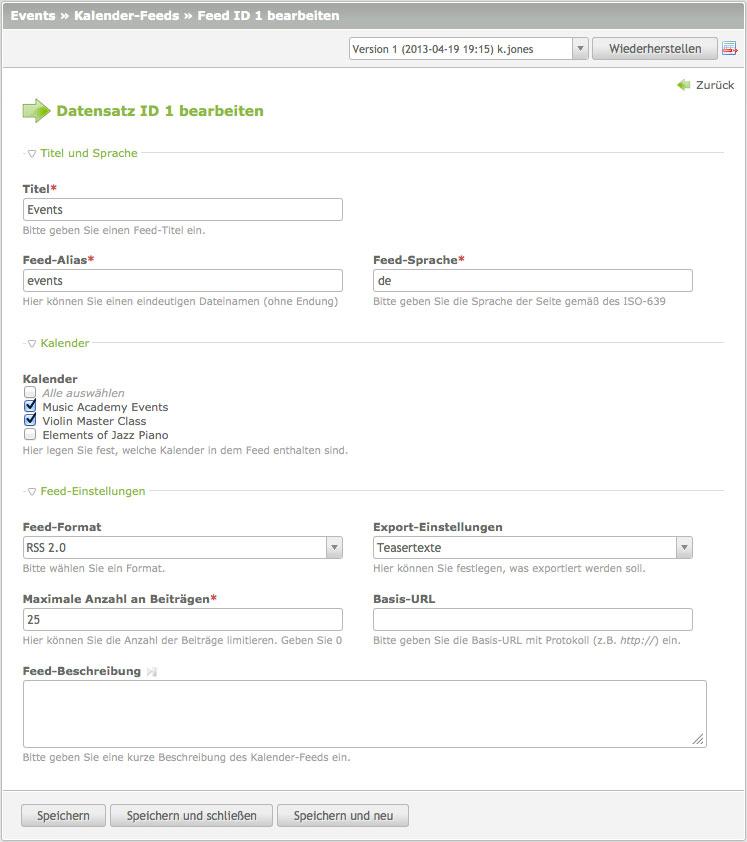 Events » Kalender-Feeds » Feed ID 1 bearbeiten
Version 1 (2013-04-19 19:15) k.jones
Wiederherstellen
Zurück
Datensatz ID 1 bearbeiten
Titel und Sprache
Titel*
Events
Bitte geben Sie einen Feed-Titel ein.
Feed-Alias* Feed-Sprache*
events de
Hier können Sie einen eindeutigen Dateinamen (ohne Endung) Bitte geben Sie die Sprache der Seite gemäß des ISO-639
Kalender
Kalender
Alle auswählen
Music Academy Events
Violin Master Class
Elements of Jazz Piano
Hier legen Sie fest, welche Kalender in dem Feed enthalten sind.
Feed-Einstellungen
Feed-Format Export-Einstellungen
RSS 2.0 Teasertexte
Bitte wählen Sie ein Format. Hier können Sie festlegen, was exportiert werden soll.
Maximale Anzahl an Beiträgen* Basis-URL
25
Hier können Sie die Anzahl der Beiträge limitieren. Geben Sie 0 Bitte geben Sie die Basis-URL mit Protokoll (z.B. http://) ein.
Feed-Beschreibung
Bitte geben Sie eine kurze Beschreibung des Kalender-Feeds ein.
Speichern Speichern und schließen Speichern und neu